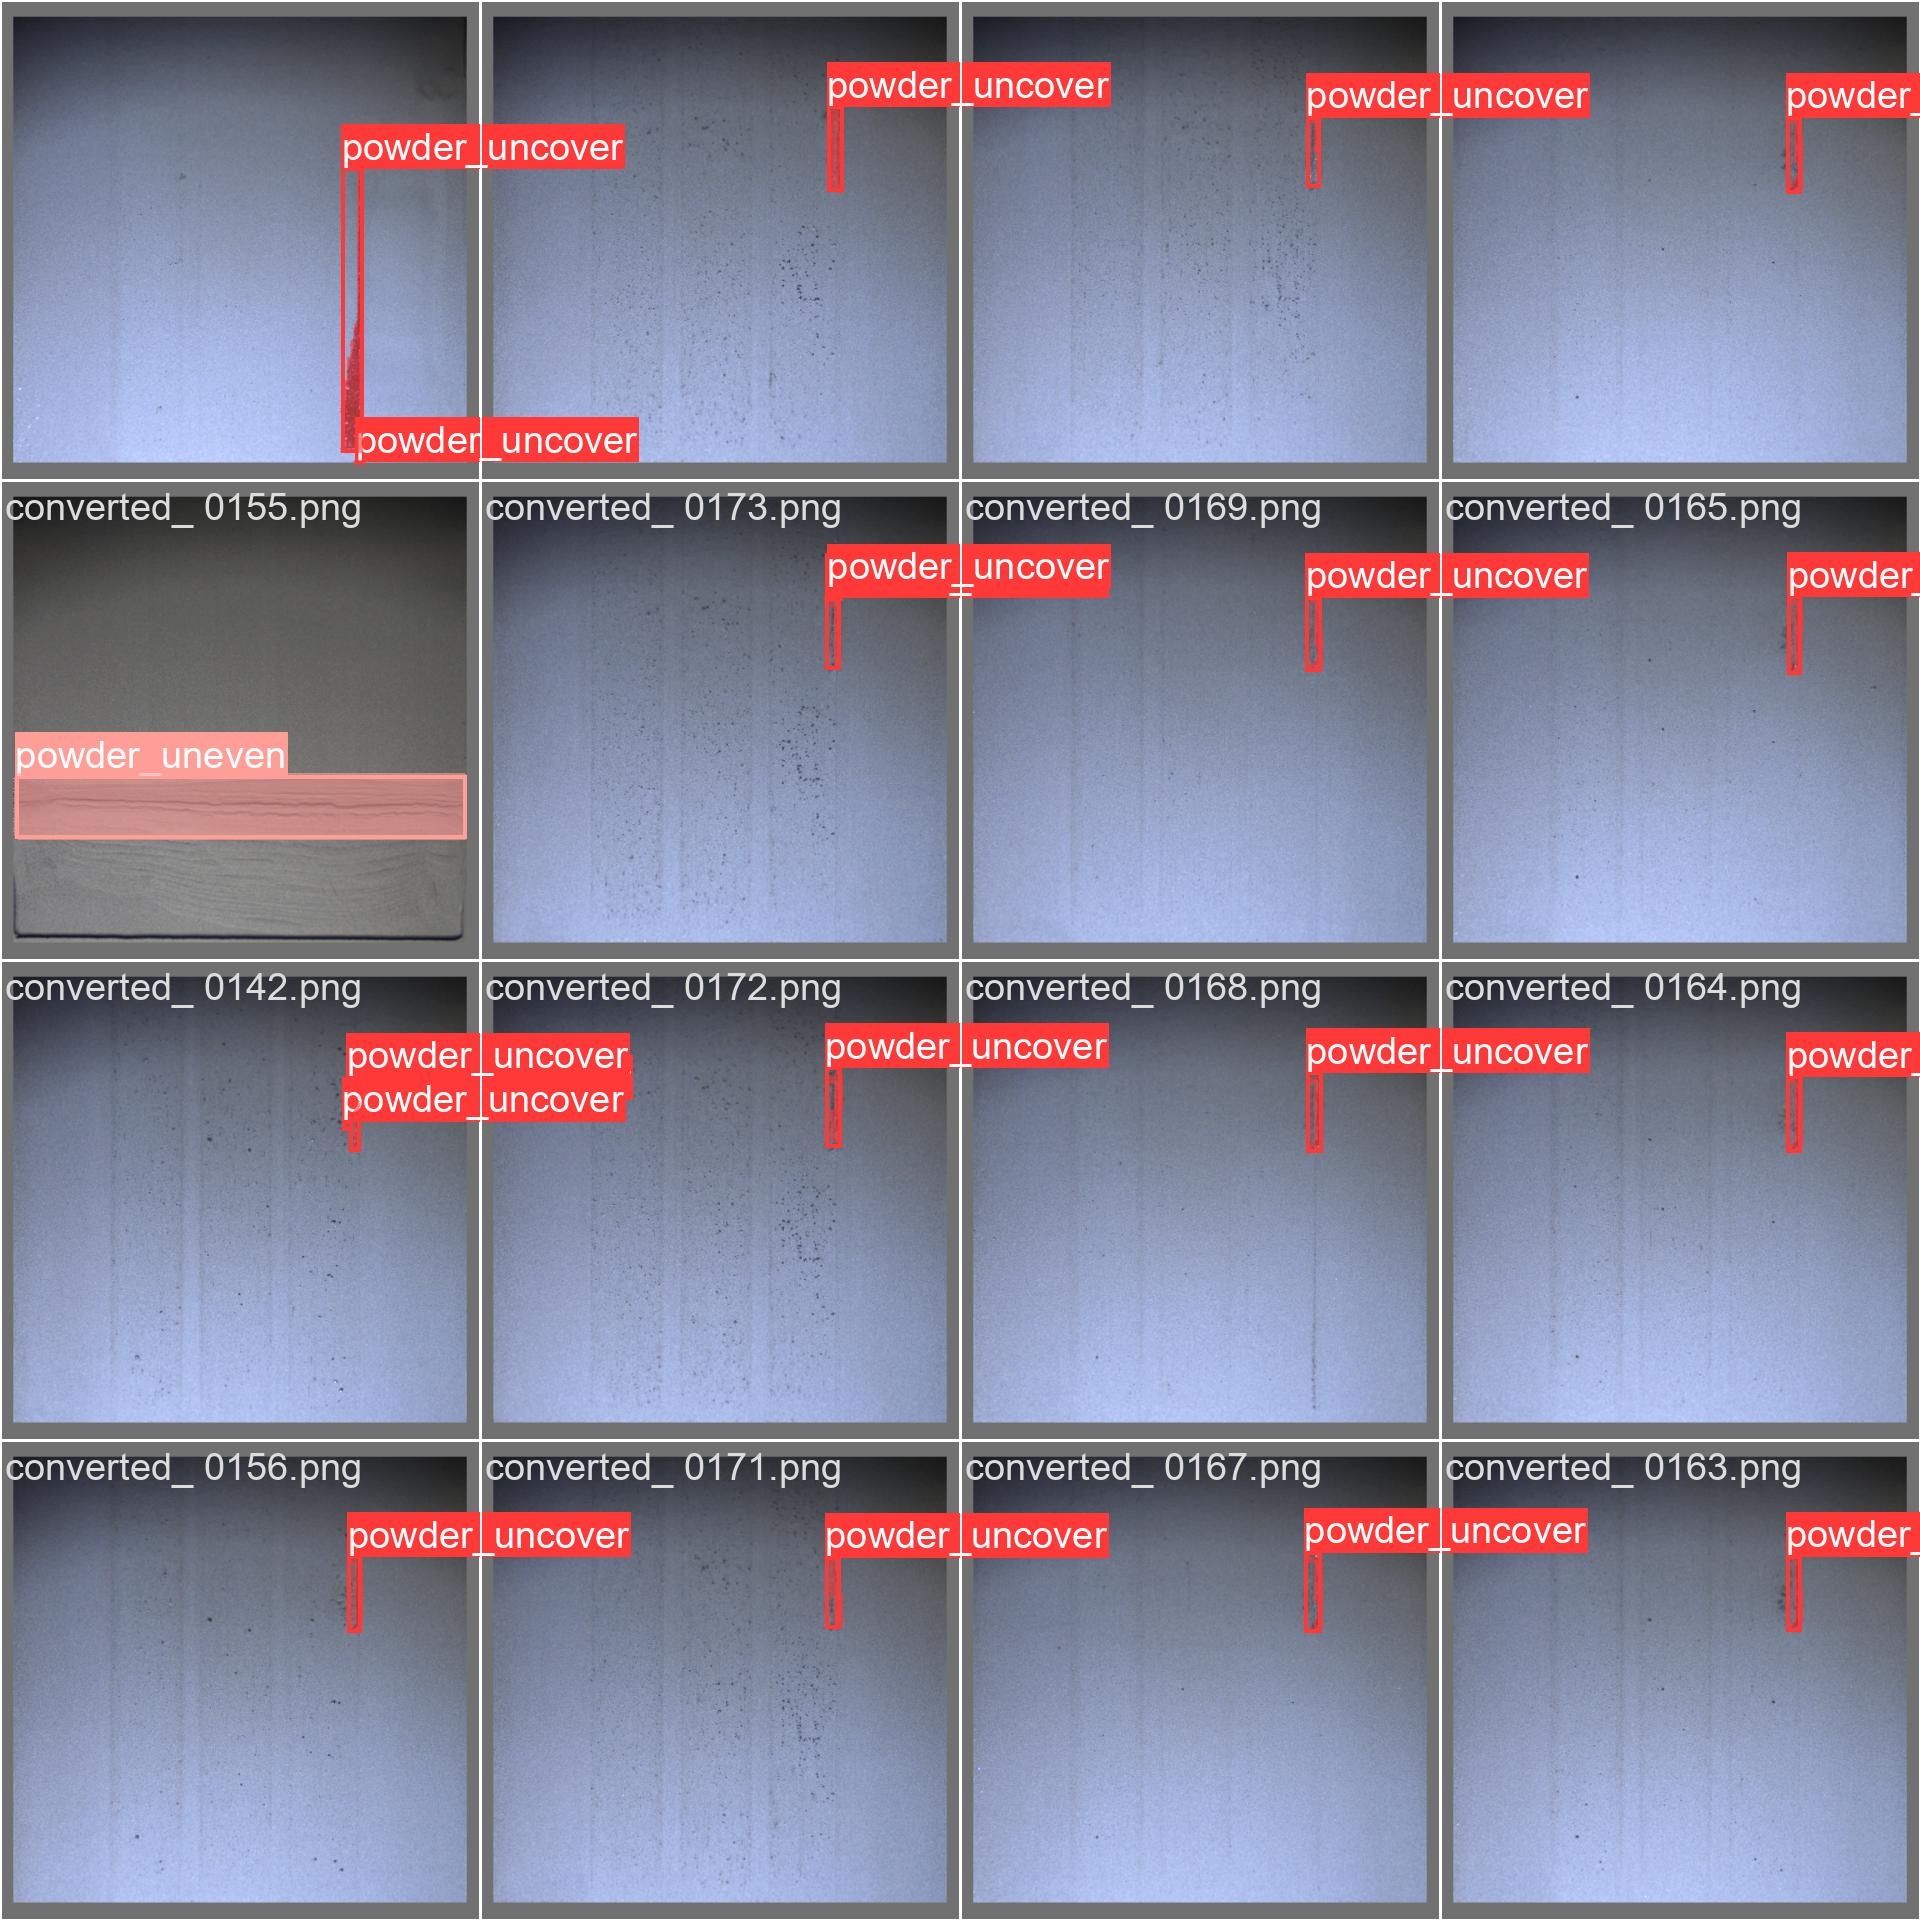 powder_uncover
powder_uncover
powder_
powder_uncover
powder_uncover
converted_ 0155.png
converted_ 0173.png
converted_ 0169.png
converted_ 0165.png
powder_uncover
powder_uncover
powder_
powder_uneven
converted_ 0142.png
converted_ 0172.png
converted_ 0168.png
converted_ 0164.png
powder_uncover
powder_uncover
powder_uncover
powder_
powder_uncover
converted_ 0156.png
converted_ 0171.png
converted_ 0167.png
converted_ 0163.png
powder_uncover
powder_uncover
powder_uncover
powder_